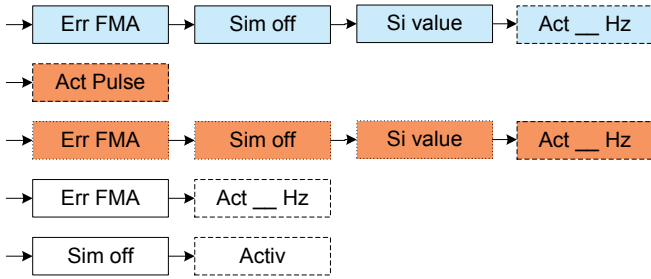 Err FMA Sim off Si value Act __ Hz
Act Pulse
Err FMA Sim off Si value Act __ Hz
Err FMA Act __ Hz
Sim off Activ